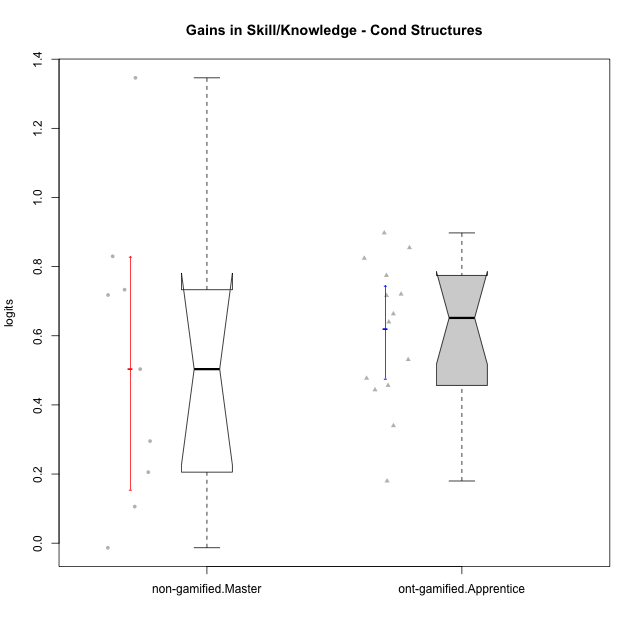 Gains in Skill/Knowledge - Cond Structures
logits
1.4
1.2
1.0
0.8
0.6
0.4
0.2
0.0
non-gamified.Master ont-gamified.Apprentice